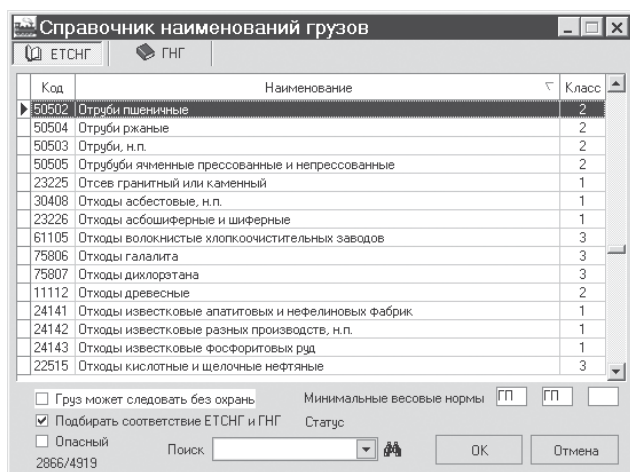 Справочник наименований грузов
ЕТСНГ ГНГ
Код Наименование Класс
50502 Отруби пшеничные 2
50504 Отруби ржаные 2
50503 Отруби, н.п. 2
50505 Отрубуби ячменные прессованные и непрессованные 2
23225 Отсев гранитный или каменный 1
30408 Отходы асбестовые, н.п. 1
23226 Отходы асбошиферные и шиферные 1
61105 Отходы волокнистые хлопкоочистительных заводов 3
75806 Отходы галалита 3
75807 Отходы дихлорэтана 3
11112 Отходы древесные 2
24141 Отходы известковые апатитовых и нефелиновых фабрик 1
24142 Отходы известковые разных производств, н.п. 1
24143 Отходы известковые фосфоритовых руд 1
22515 Отходы кислотные и щелочные нефтяные 3
Груз может следовать без охрань Минимальные весовые нормы ГП ГП
Подбирать соответствие ЕТСНГ и ГНГ Статус
Опасный Поиск OK Отмена
2866/4919